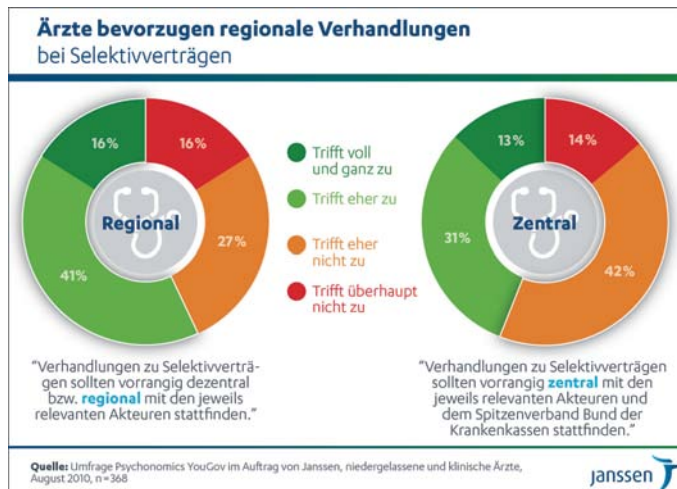 Ärzte bevorzugen regionale Verhandlungen
bei Selektivverträgen
16%
16%
27%
41%
Regional
Trifft voll
und ganz zu
Trifft eher zu
Trifft eher
nicht zu
Trifft überhaupt
nicht zu
13%
14%
31%
42%
Zentral
"Verhandlungen zu Selektivverträ-
gen sollten vorrangig dezentral
bzw. regional mit den jeweils
relevanten Akteuren stattfinden."
"Verhandlungen zu Selektivverträgen
sollten vorrangig zentral mit den
jeweils relevanten Akteuren und
dem Spitzenverband Bund der
Krankenkassen stattfinden."
Quelle: Umfrage Psychonomics YouGov im Auftrag von Janssen, niedergelassene und klinische Ärzte,
August 2010, n=368
janssen